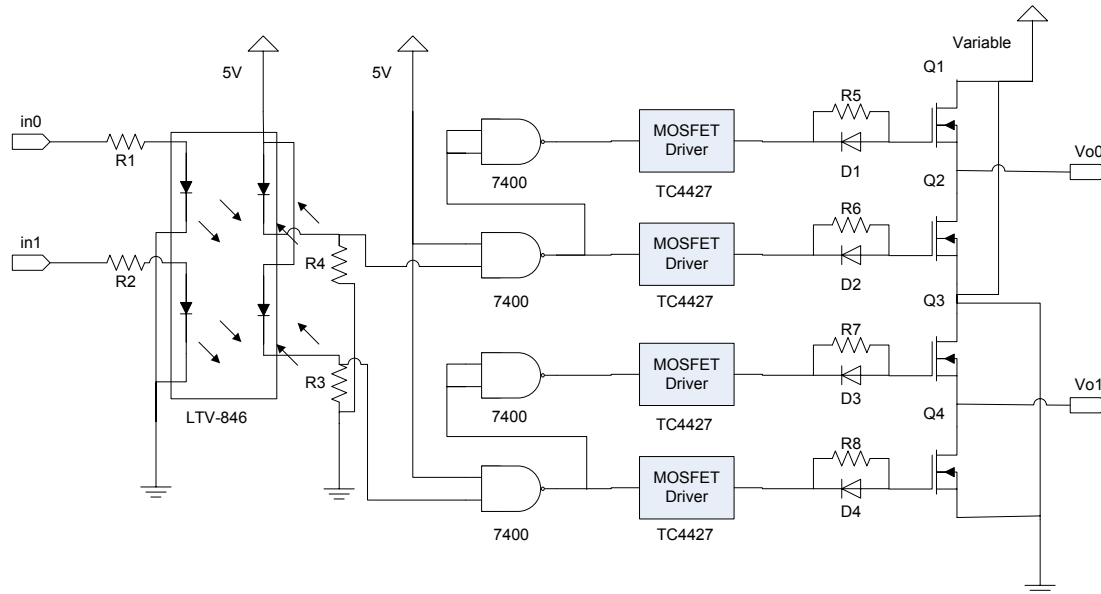 Variable
Q1
5V
5V
in0
R1
in1
R2
R4
R3
LTV-846
7400
7400
7400
7400
MOSFET
Driver
TC4427
MOSFET
Driver
TC4427
MOSFET
Driver
TC4427
MOSFET
Driver
TC4427
R5
D1
R6
D2
R7
D3
R8
D4
Q2
Q3
Q4
Vo0
Vo1